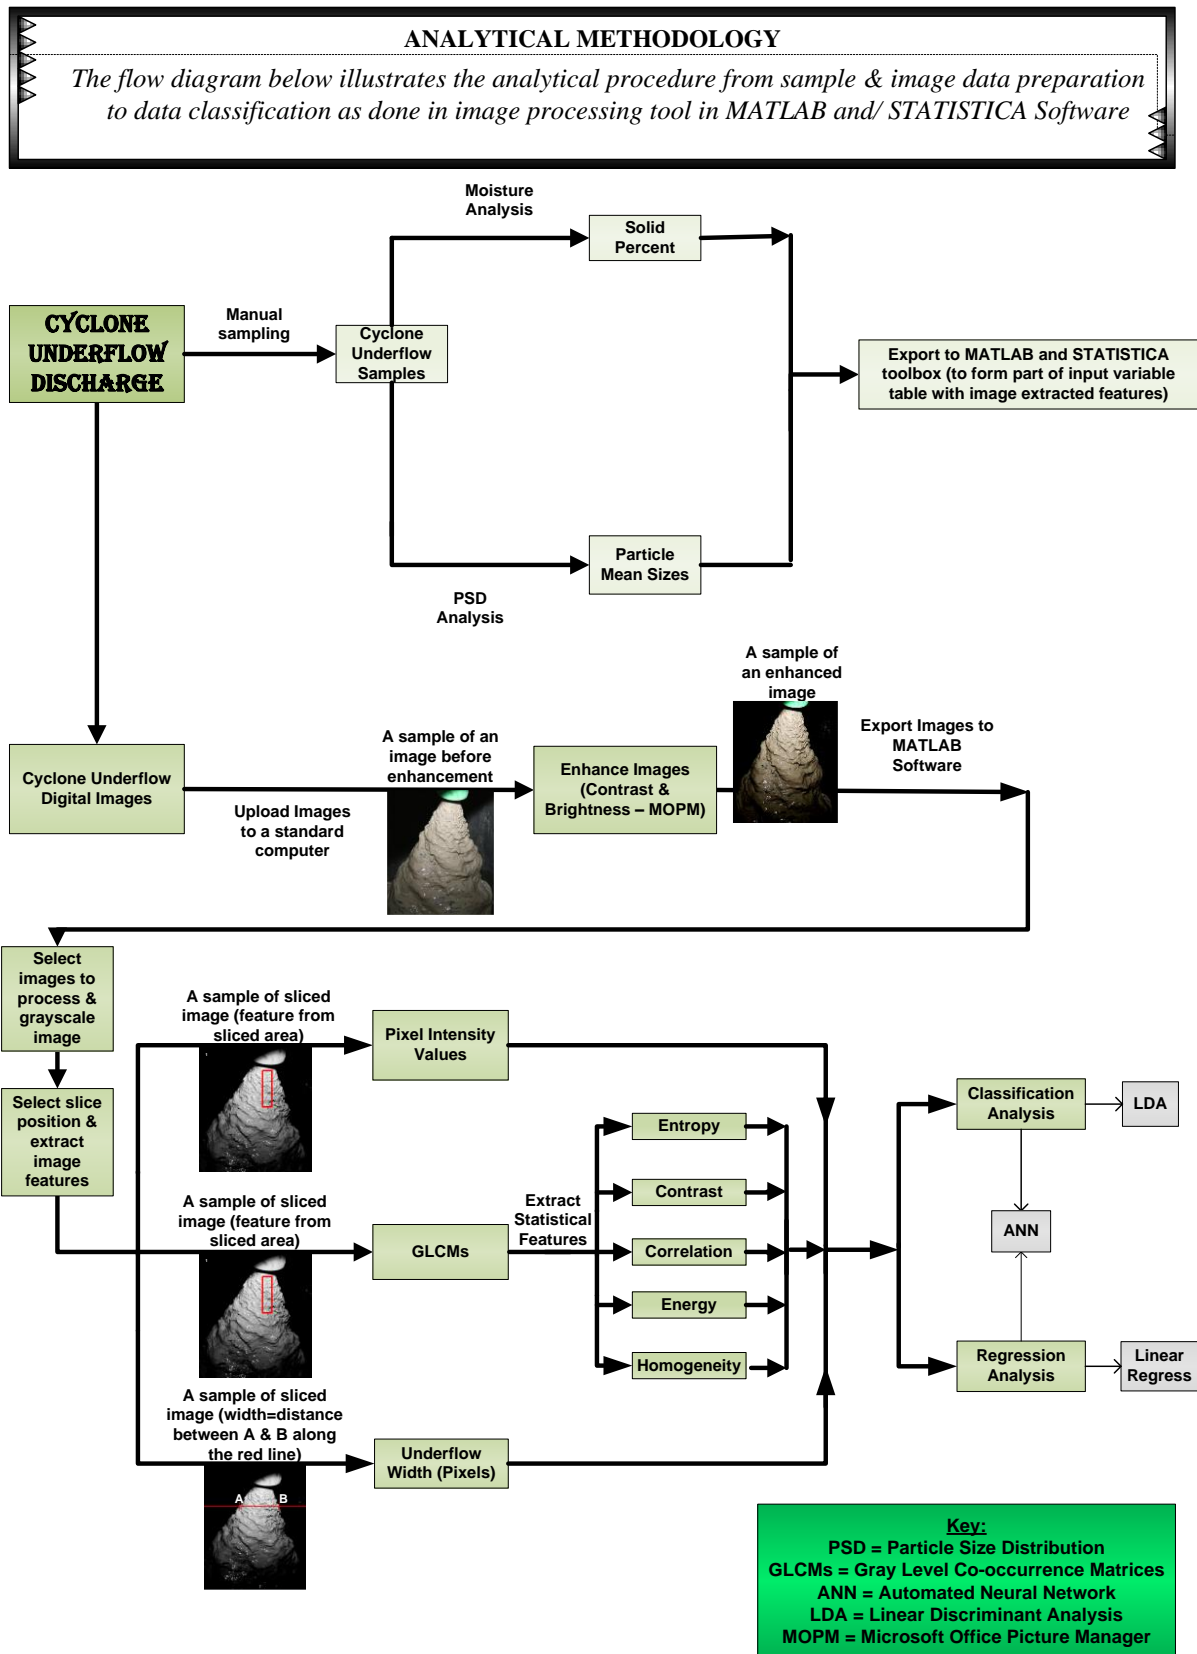 ANALYTICAL METHODOLOGY
The flow diagram below illustrates the analytical procedure from sample & image data preparation
to data classification as done in image processing tool in MATLAB and/ STATISTICA Software
Moisture
Analysis
Solid
Percent
CYCLONE
UNDERFLOW
DISCHARGE
Manual
sampling
Cyclone
Underflow
Samples
Export to MATLAB and STATISTICA
toolbox (to form part of input variable
table with image extracted features)
Particle
Mean Sizes
PSD
Analysis
A sample of
an enhanced
image
Cyclone Underflow
Digital Images
Upload Images
to a standard
computer
A sample of an
image before
enhancement
Enhance Images
(Contrast &
Brightness – MOPM)
Export Images to
MATLAB
Software
Select
images to
process &
grayscale
image
Select slice
position &
extract
image
features
A sample of sliced
image (feature from
sliced area)
Pixel Intensity
Values
A sample of sliced
image (feature from
sliced area)
GLCMs
Extract
Statistical
Features
Entropy
Contrast
Correlation
Energy
Homogeneity
Classification
Analysis
LDA
ANN
Regression
Analysis
Linear
Regress
A sample of sliced
image (width=distance
between A & B along
the red line)
A B
Underflow
Width (Pixels)
Key:
PSD = Particle Size Distribution
GLCMs = Gray Level Co-occurrence Matrices
ANN = Automated Neural Network
LDA = Linear Discriminant Analysis
MOPM = Microsoft Office Picture Manager